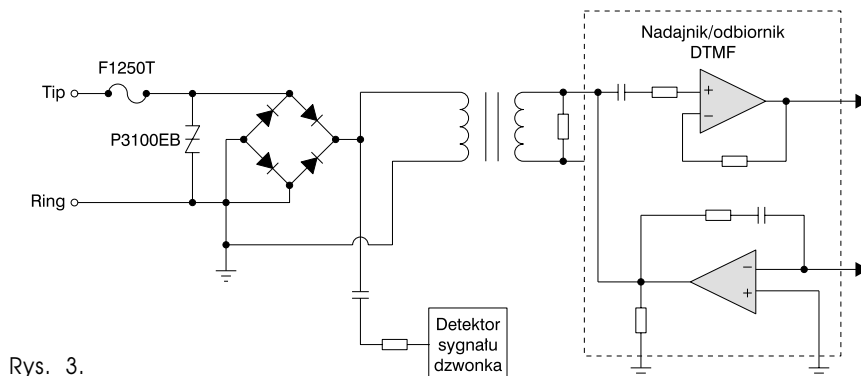 Nadajnik/odbiornik
DTMF
F1250T
Tip
P3100EB
Ring
+
−
−
+
Detektor
sygnału
dzwonka
Rys. 3.